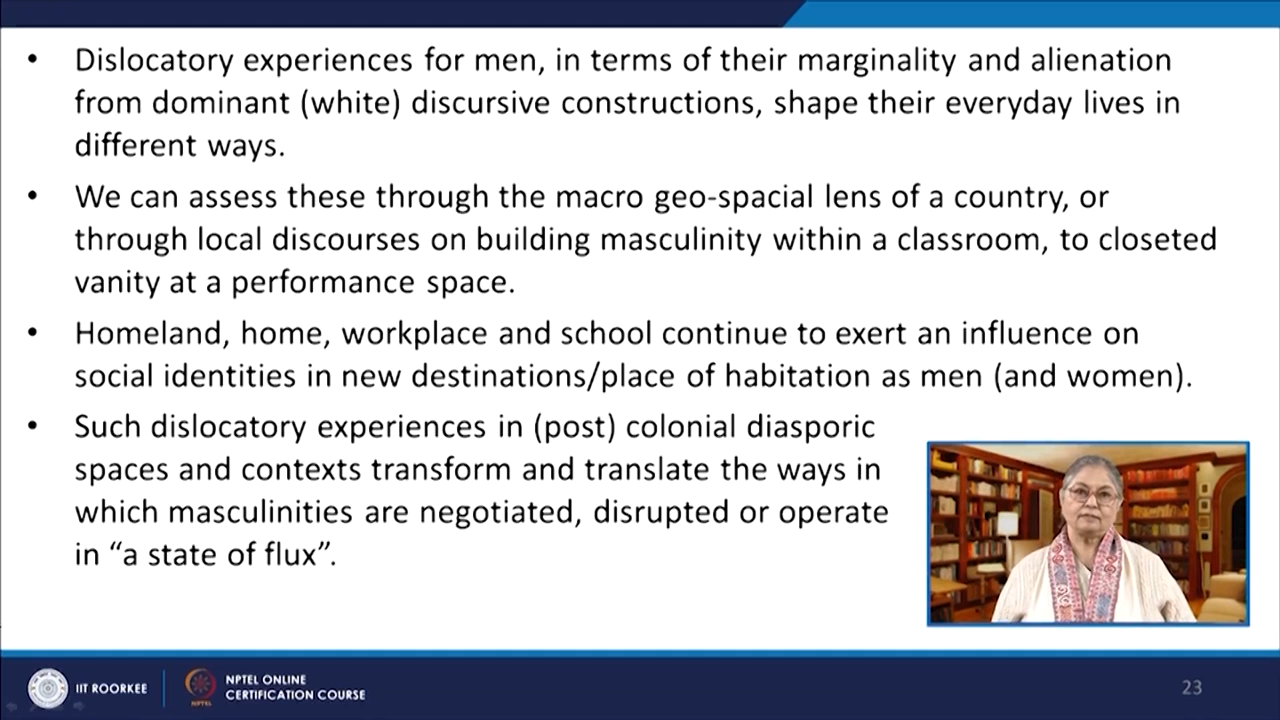 • Dislocatory experiences for men, in terms of their marginality and alienation
from dominant (white) discursive constructions, shape their everyday lives in
different ways.
• We can assess these through the macro geo-spacial lens of a country, or
through local discourses on building masculinity within a classroom, to closeted
vanity at a performance space.
• Homeland, home, workplace and school continue to exert an influence on
social identities in new destinations/place of habitation as men (and women).
• Such dislocatory experiences in (post) colonial diasporic
spaces and contexts transform and translate the ways in
which masculinities are negotiated, disrupted or operate
in “a state of flux”.
IIT ROORKEE
NPTEL
NPTEL ONLINE
CERTIFICATION COURSE
23